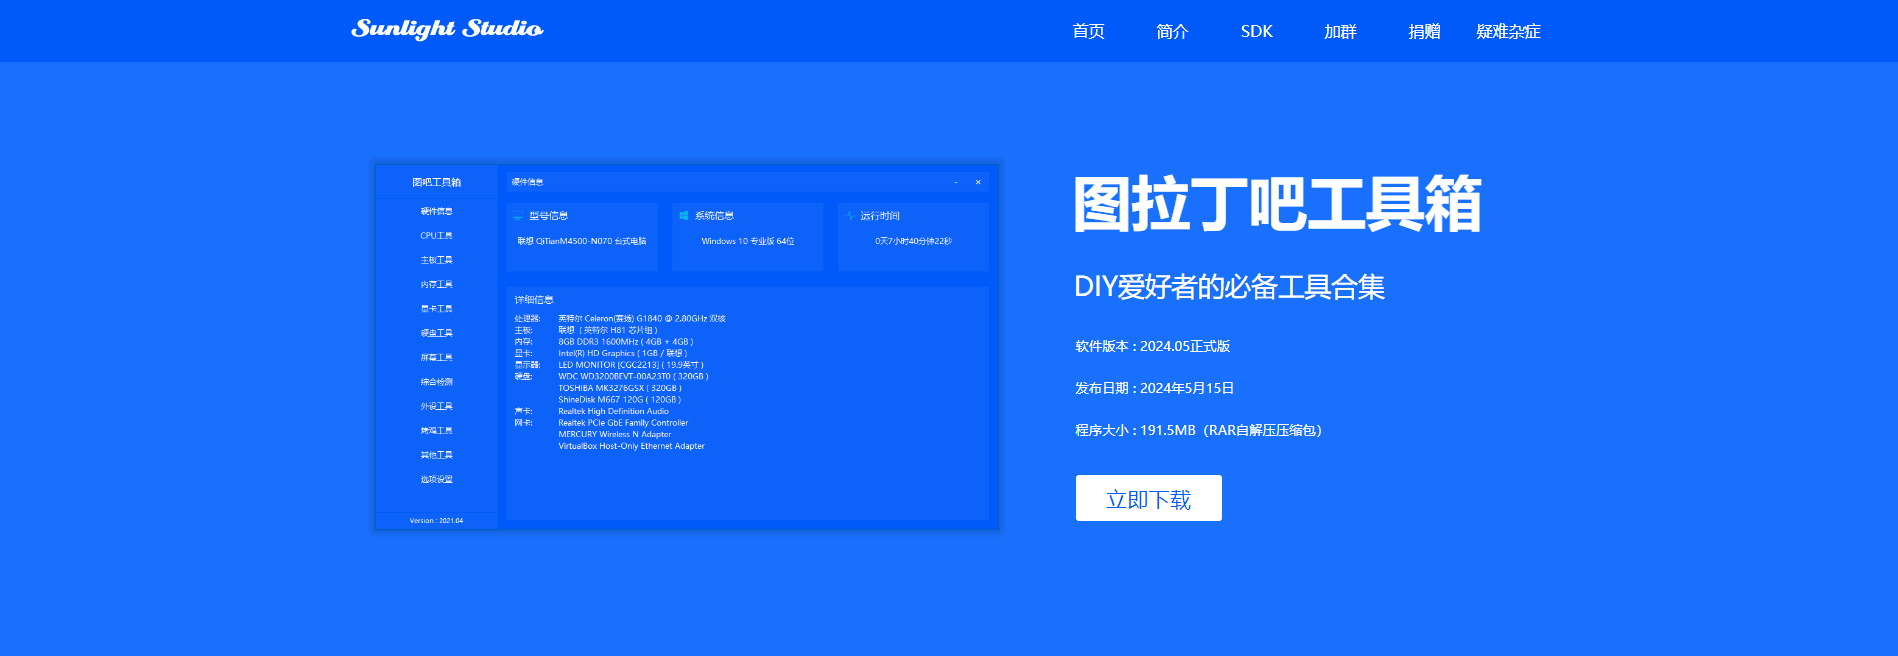 Sunlight Studio
首页 简介 SDK 加群 捐赠 疑难杂症
图吧工具箱
硬件信息
CPU工具
主板工具
内存工具
显卡工具
硬盘工具
屏幕工具
综合检测
外设工具
烤鸡工具
其他工具
选项设置
Version : 2021.04
硬件信息
型号信息
联想 QiTianM4500-N070 台式电脑
系统信息
Windows 10 专业版 64位
运行时间
0天7小时40分钟22秒
详细信息
处理器: 英特尔 Celeron(赛扬) G1840 @ 2.80GHz 双核
主板: 联想 ( 英特尔 H81 芯片组 )
内存: 8GB DDR3 1600MHz ( 4GB + 4GB )
显卡: Intel(R) HD Graphics ( 1GB / 联想 )
显示器: LED MONITOR [CGC2213] ( 19.9英寸 )
硬盘: WDC WD3200BEVT-00A23T0 ( 320GB )
TOSHIBA MK3276GSX ( 320GB )
ShineDisk M667 120G ( 120GB )
声卡: Realtek High Definition Audio
网卡: Realtek PCIe GbE Family Controller
MERCURY Wireless N Adapter
VirtualBox Host-Only Ethernet Adapter
图拉丁吧工具箱
DIY爱好者的必备工具合集
软件版本 : 2024.05正式版
发布日期 : 2024年5月15日
程序大小 : 191.5MB（RAR自解压压缩包）
立即下载